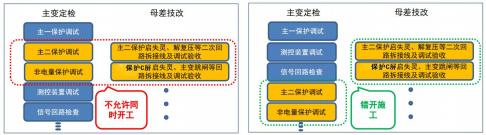 主变定检
母差技改
主一保护调试
主二保护调试
主二保护启失灵、解复压等二次回
路拆接线及调试验收
非电量保护调试
保护C屏启失灵、主变跳闸等回
路拆接线及调试验收
测控装置调试
信号回路检查
不允许同
时开工
主变定检
母差技改
主一保护调试
测控装置调试
主二保护启失灵、解复压等二次回
路拆接线及调试验收
信号回路检查
保护C屏启失灵、主变跳闸等回
路拆接线及调试验收
主二保护调试
非电量保护调试
错开施
工